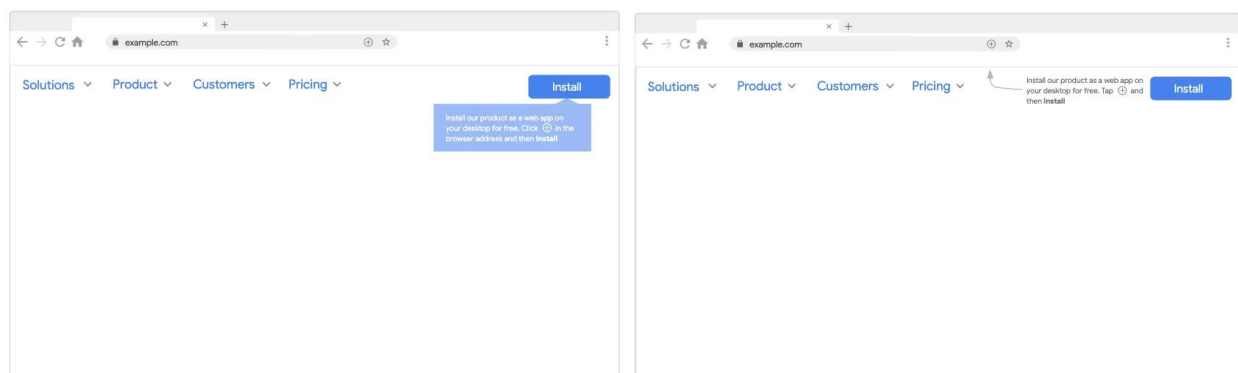 example.com
Solutions Product Customers Pricing Install
Install our product as a web app on
your desktop for free. Click ⊕ in the
browser address and then Install
example.com
Solutions Product Customers Pricing
Install our product as a web app on
your desktop for free. Tap ⊕ and
then Install
Install